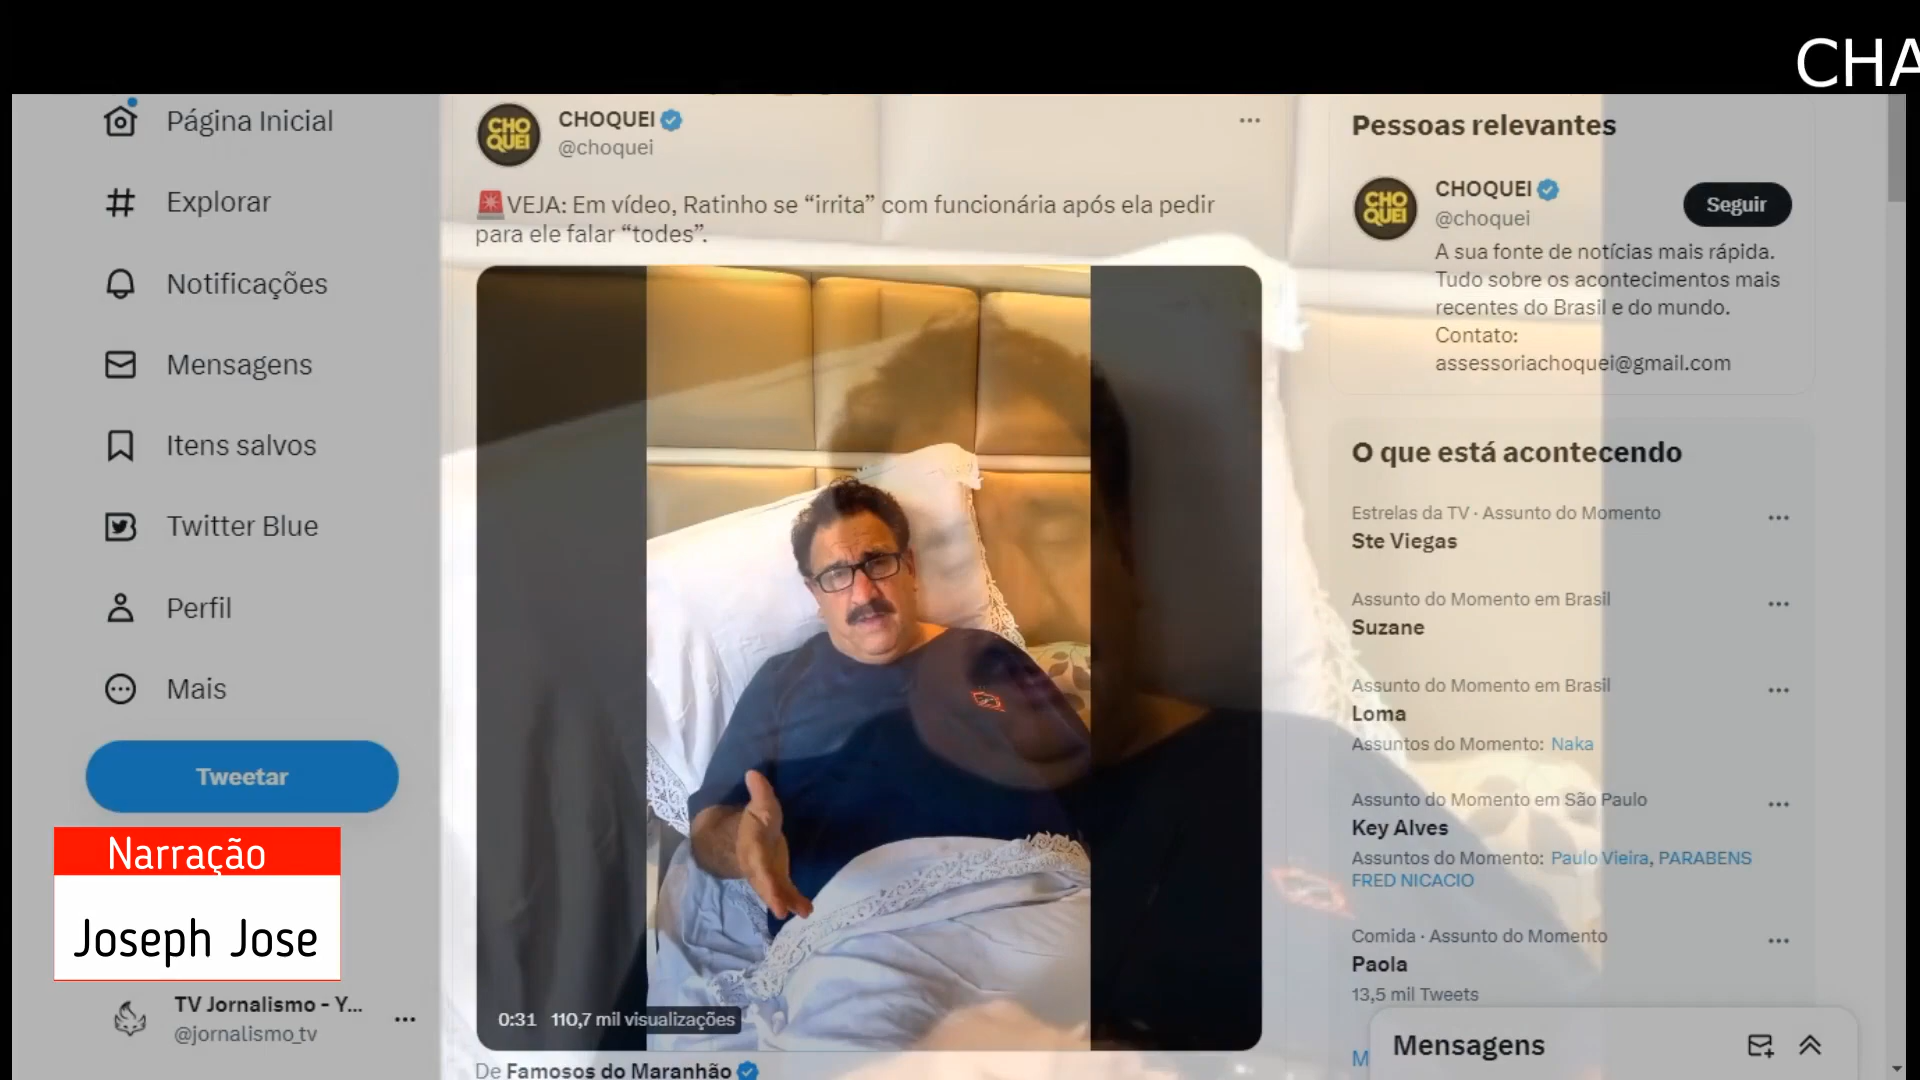 CHA
Página Inicial
Explorar
Notificações
Mensagens
Itens salvos
Twitter Blue
Perfil
Mais
Tweetar
Narração
Joseph Jose
TV Jornalismo - Y...
@jornalismo_tv
CHO
QUEI
CHOQUEI
@choquei
VEJA: Em vídeo, Ratinho se “irrita” com funcionária após ela pedir
para ele falar “todes”.
0:31 110,7 mil visualizações
De Famosos do Maranhão
Pessoas relevantes
CHO
QUEI
CHOQUEI
@choquei
Seguir
A sua fonte de notícias mais rápida.
Tudo sobre os acontecimentos mais
recentes do Brasil e do mundo.
Contato:
assessoriachoquei@gmail.com
O que está acontecendo
Estrelas da TV · Assunto do Momento
Ste Viegas
Assunto do Momento em Brasil
Suzane
Assunto do Momento em Brasil
Loma
Assuntos do Momento: Naka
Assunto do Momento em São Paulo
Key Alves
Assuntos do Momento: Paulo Vieira, PARABENS
FRED NICACIO
Comida · Assunto do Momento
Paola
13,5 mil Tweets
M
Mensagens